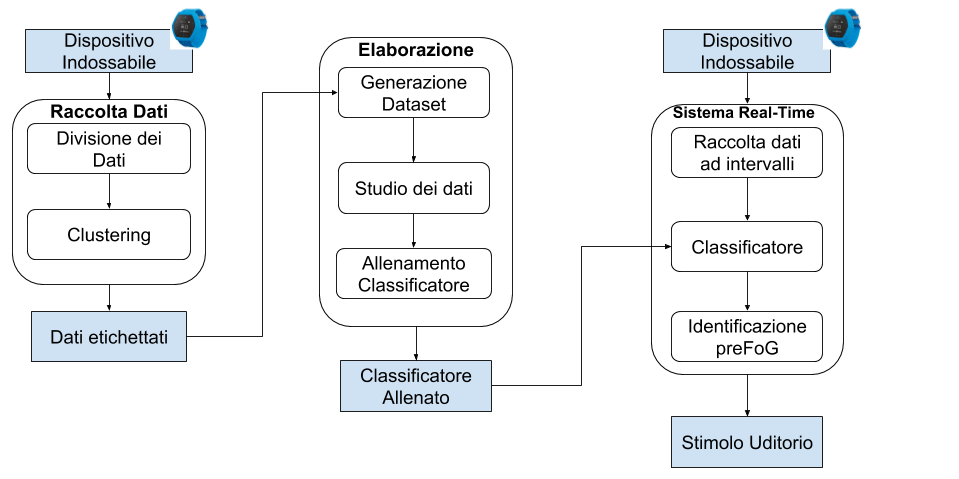 Dispositivo
Indossabile
Raccolta Dati
Divisione dei
Dati
Clustering
Dati etichettati
Elaborazione
Generazione
Dataset
Studio dei dati
Allenamento
Classificatore
Classificatore
Allenato
Dispositivo
Indossabile
Sistema Real-Time
Raccolta dati
ad intervalli
Classificatore
Identificazione
preFoG
Stimolo Uditorio